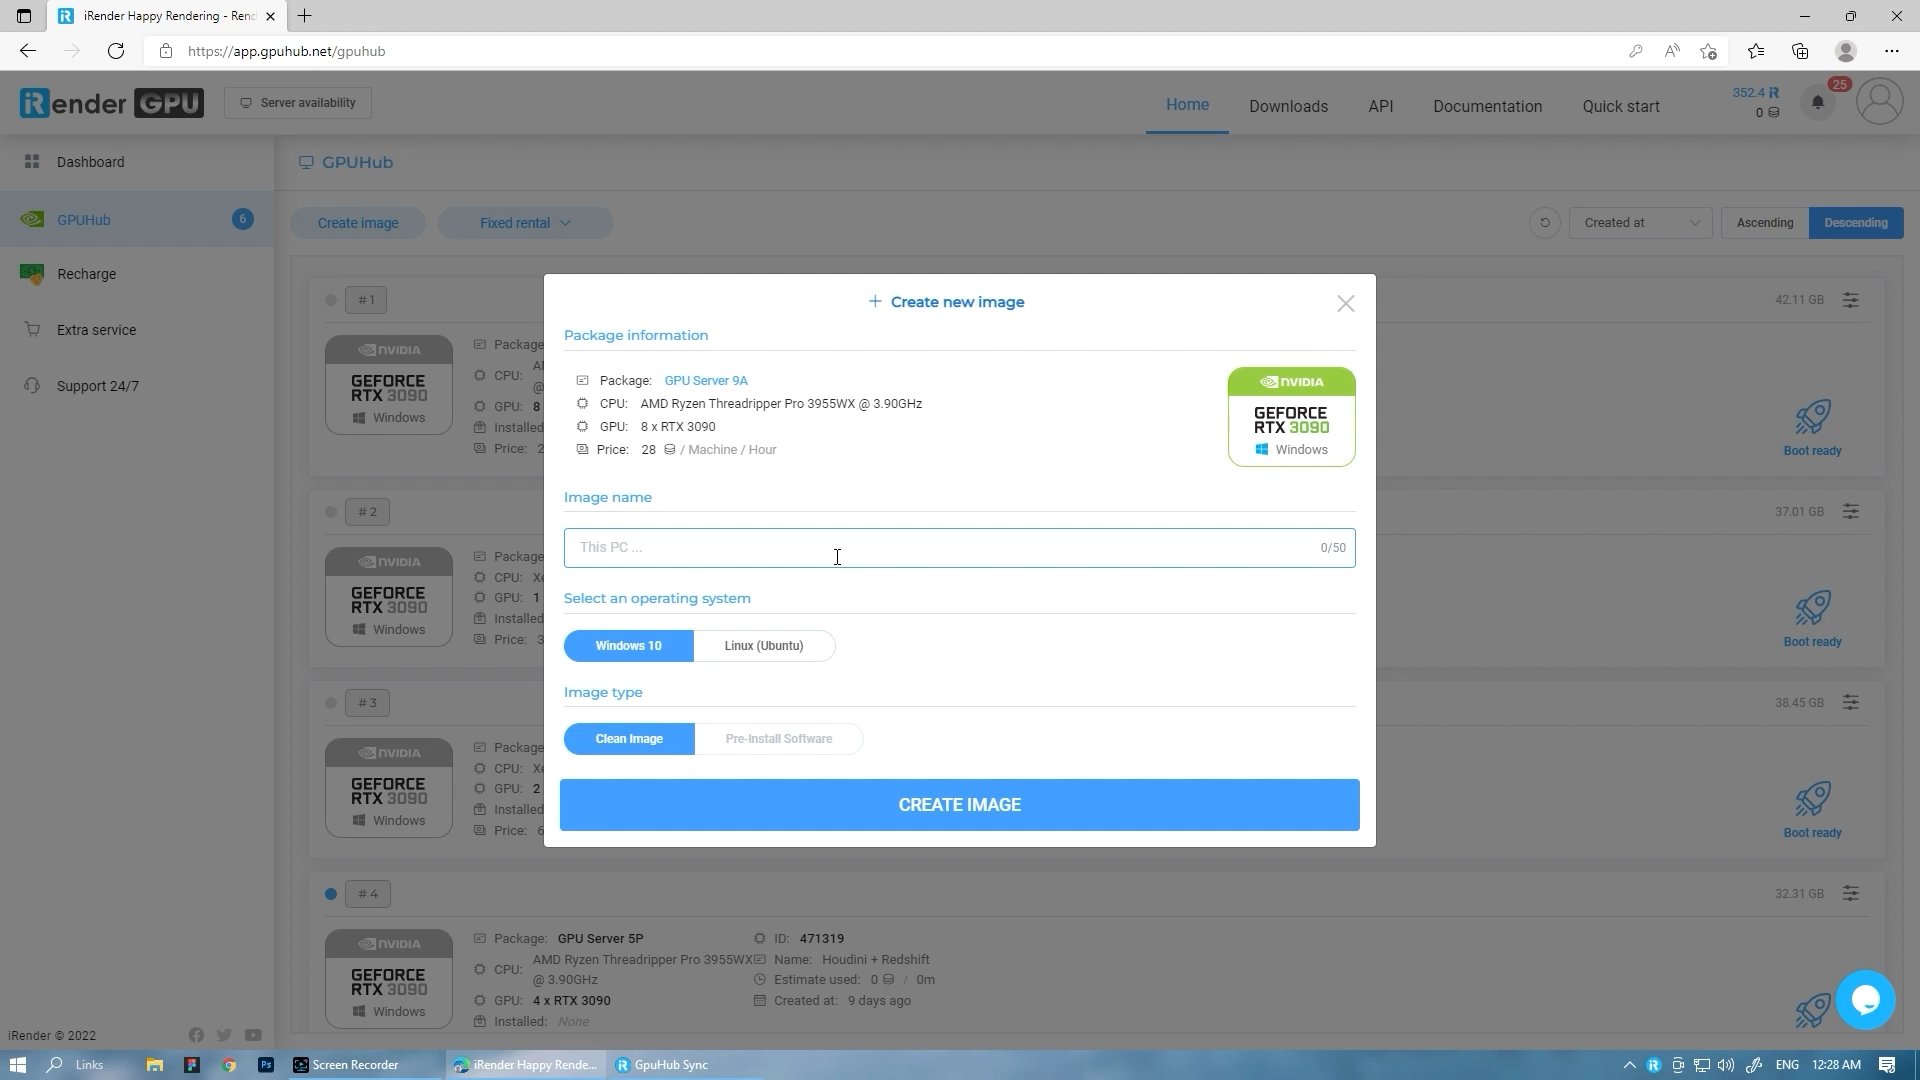 iRender Happy Rendering - Rend
https://app.gpuhub.net/gpuhub
iRender GPU
Server availability
Home
Downloads
API
Documentation
Quick start
352.4
0
25
Dashboard
GPUHub
6
Recharge
Extra service
Support 24/7
GPUHub
Create image
Fixed rental
Created at
Ascending
Descending
# 1
42.11 GB
NVIDIA
GEFORCE
RTX 3090
Windows
Package
CPU:
@
GPU: 8
Installed
Price: 2
Boot ready
# 2
37.01 GB
NVIDIA
GEFORCE
RTX 3090
Windows
Package
CPU: Xe
GPU: 1
Installed
Price: 3
Boot ready
# 3
38.45 GB
NVIDIA
GEFORCE
RTX 3090
Windows
Package
CPU: Xe
GPU: 2
Installed
Price: 6
Boot ready
+ Create new image
Package information
Package: GPU Server 9A
CPU: AMD Ryzen Threadripper Pro 3955WX @ 3.90GHz
GPU: 8 x RTX 3090
Price: 28 / Machine / Hour
NVIDIA
GEFORCE
RTX 3090
Windows
Image name
This PC ...
0/50
Select an operating system
Windows 10
Linux (Ubuntu)
Image type
Clean Image
Pre-Install Software
CREATE IMAGE
# 4
32.31 GB
NVIDIA
GEFORCE
RTX 3090
Windows
Package: GPU Server 5P
CPU: AMD Ryzen Threadripper Pro 3955WX
@ 3.90GHz
GPU: 4 x RTX 3090
Installed: None
ID: 471319
Name: Houdini + Redshift
Estimate used: 0 / 0m
Created at: 9 days ago
iRender © 2022
Links
Screen Recorder
iRender Happy Rende...
GpuHub Sync
ENG
12:28 AM